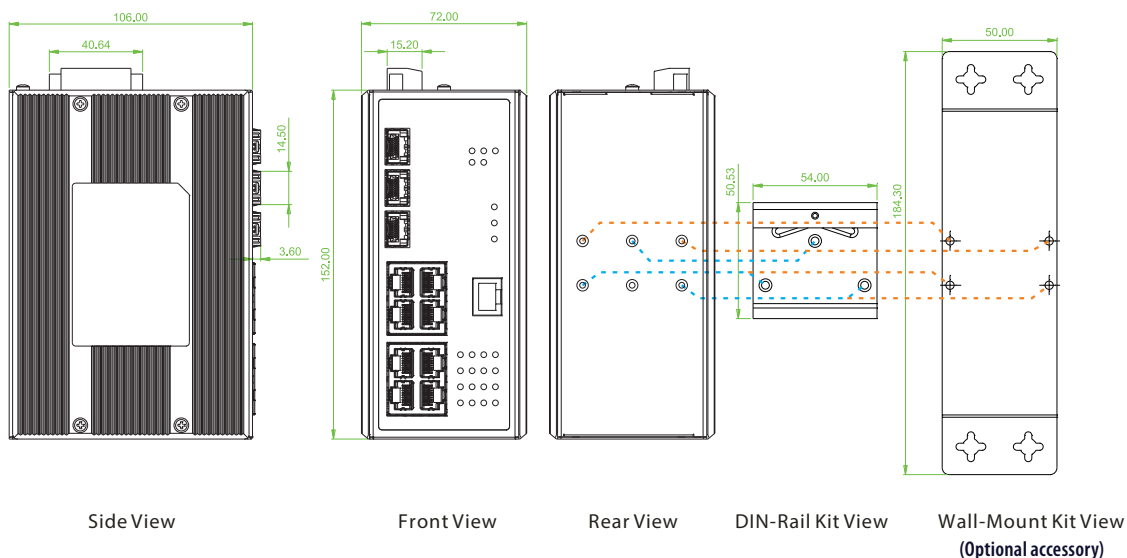 106.00
40.64
14.50
3.60
72.00
15.20
152.00
50.53
54.00
184.30
50.00
Side View
Front View
Rear View
DIN-Rail Kit View
Wall-Mount Kit View
(Optional accessory)